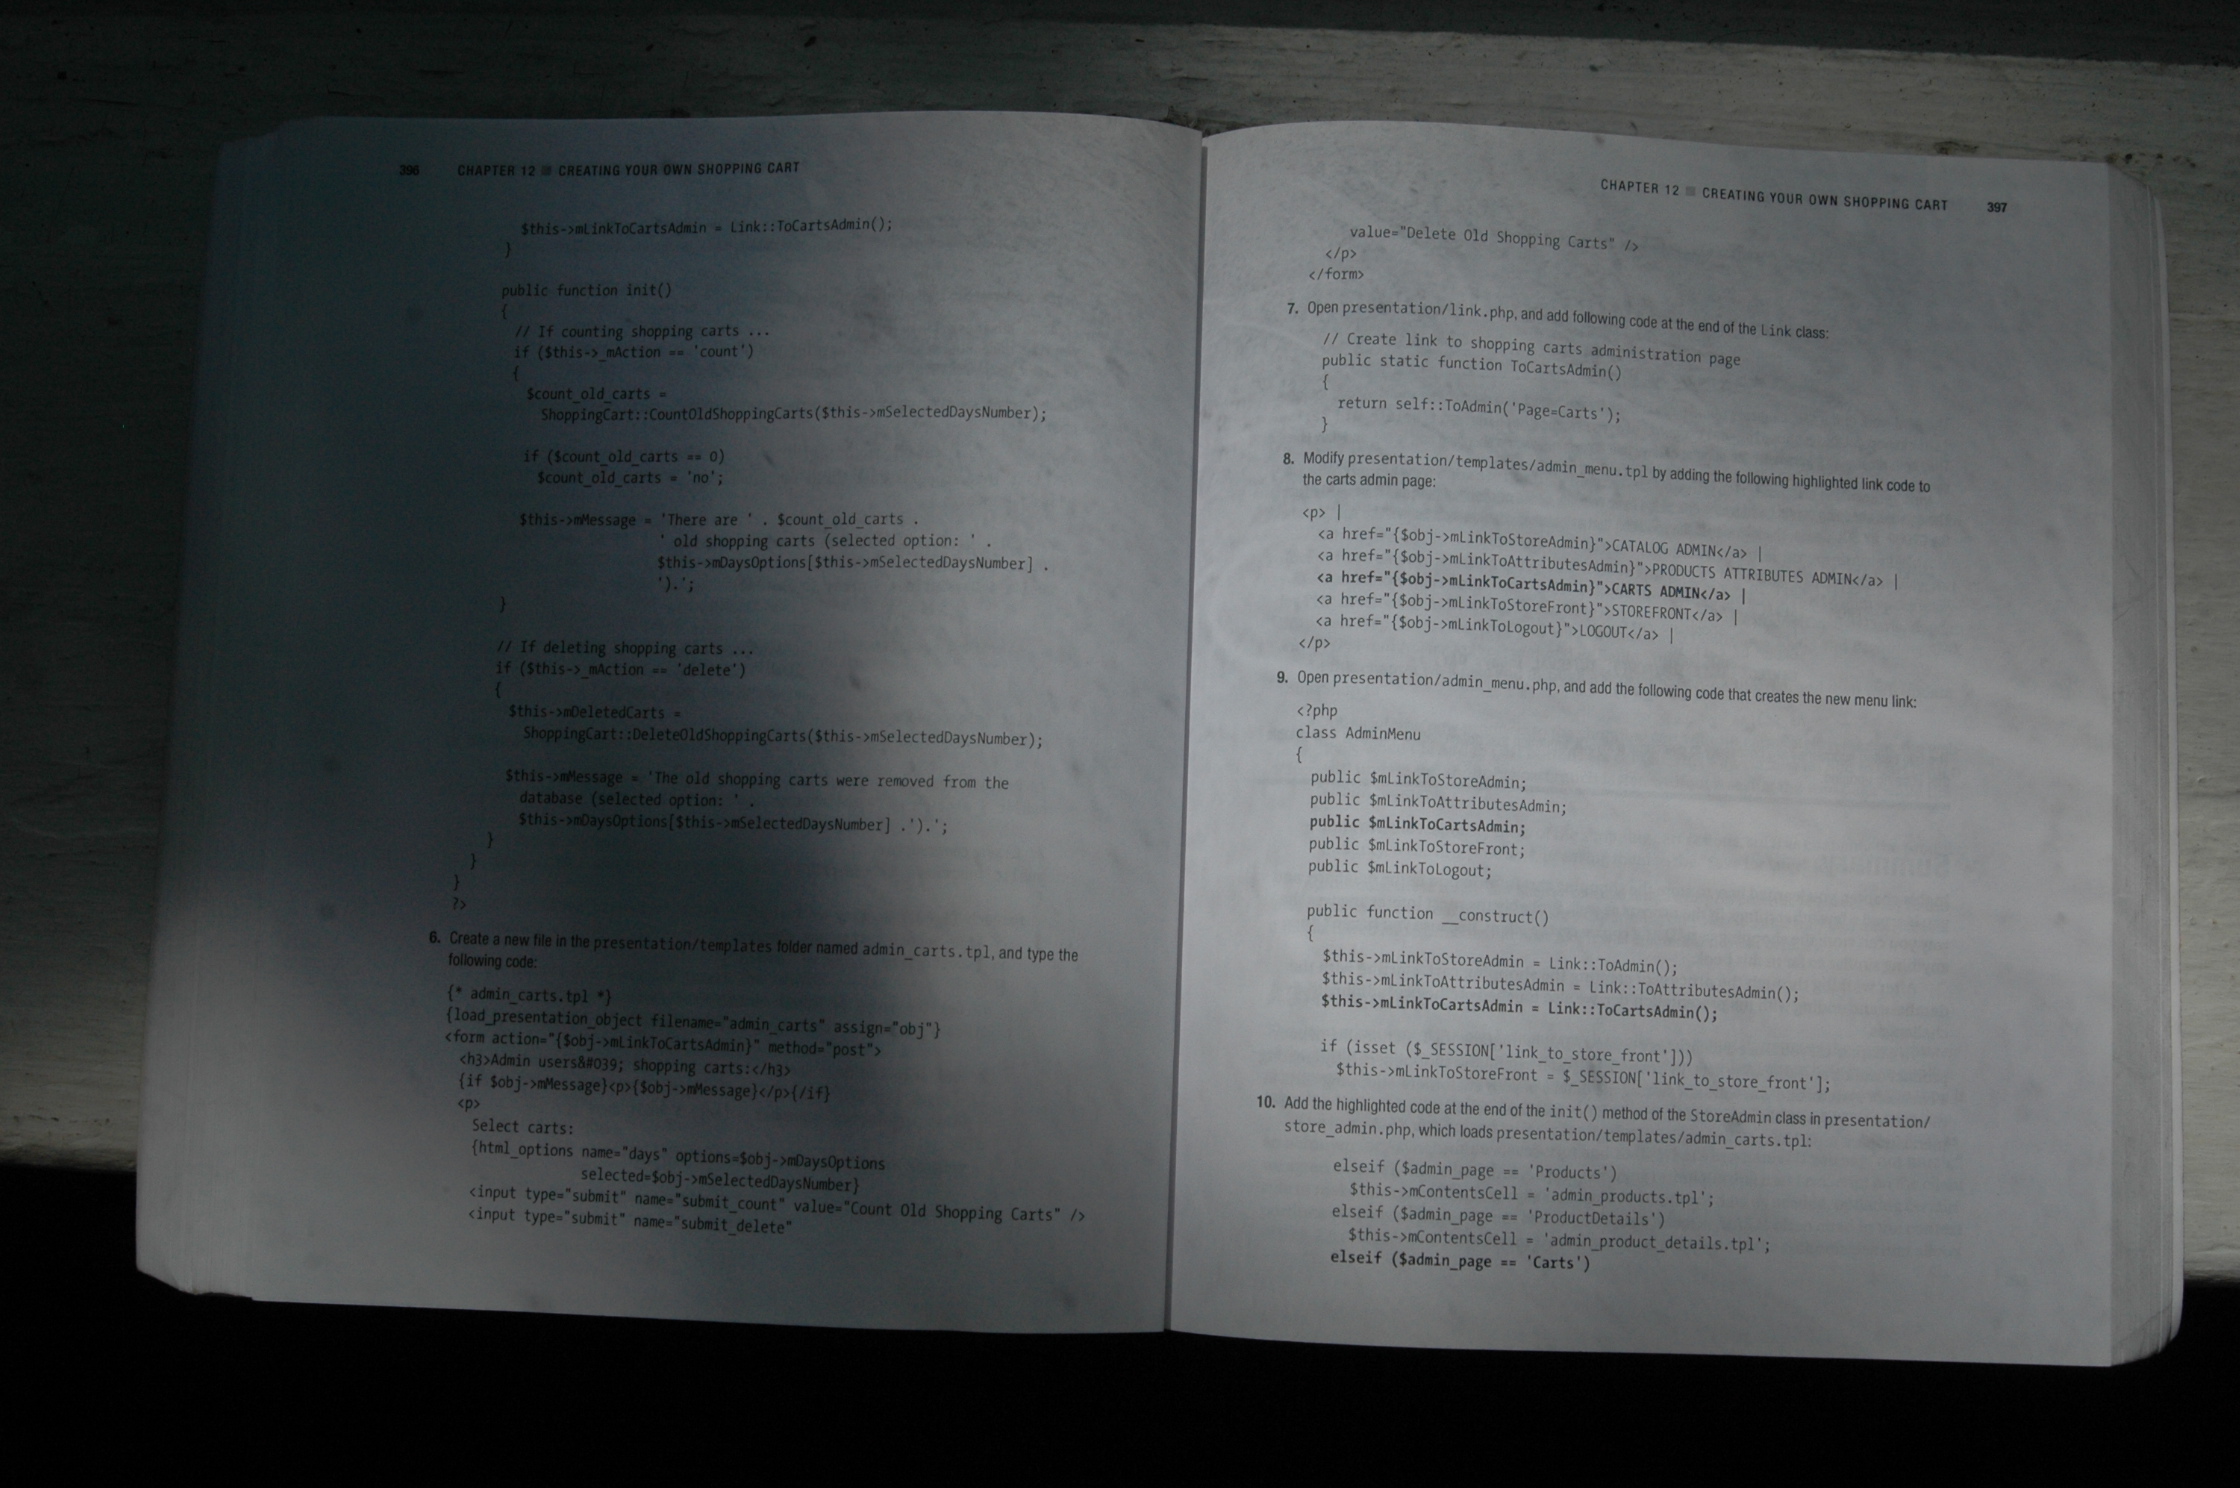 396 CHAPTER 12 ■ CREATING YOUR OWN SHOPPING CART
$this->mLinkToCartsAdmin = Link::ToCartsAdmin();
}
public function init()
{
// If counting shopping carts ...
if ($this->_mAction == 'count')
{
$count_old_carts =
ShoppingCart::CountOldShoppingCarts($this->mSelectedDaysNumber);
if ($count_old_carts == 0)
$count_old_carts = 'no';
$this->mMessage = 'There are ' . $count_old_carts .
' old shopping carts (selected option: ' .
$this->mDaysOptions[$this->mSelectedDaysNumber] .
').';
}
// If deleting shopping carts ...
if ($this->_mAction == 'delete')
{
$this->mDeletedCarts =
ShoppingCart::DeleteOldShoppingCarts($this->mSelectedDaysNumber);
$this->mMessage = 'The old shopping carts were removed from the
database (selected option: ' .
$this->mDaysOptions[$this->mSelectedDaysNumber] .').';
}
}
}
?>
6. Create a new file in the presentation/templates folder named admin_carts.tpl, and type the
following code:
{* admin_carts.tpl *}
{load_presentation_object filename="admin_carts" assign="obj"}
<form action="{$obj->mLinkToCartsAdmin}" method="post">
<h3>Admin users&#039; shopping carts:</h3>
{if $obj->mMessage}<p>{$obj->mMessage}</p>{/if}
<p>
Select carts:
{html_options name="days" options=$obj->mDaysOptions
selected=$obj->mSelectedDaysNumber}
<input type="submit" name="submit_count" value="Count Old Shopping Carts" />
<input type="submit" name="submit_delete"
CHAPTER 12 ■ CREATING YOUR OWN SHOPPING CART 397
value="Delete Old Shopping Carts" />
</p>
</form>
7. Open presentation/link.php, and add following code at the end of the Link class:
// Create link to shopping carts administration page
public static function ToCartsAdmin()
{
return self::ToAdmin('Page=Carts');
}
8. Modify presentation/templates/admin_menu.tpl by adding the following highlighted link code to
the carts admin page:
<p> |
<a href="{$obj->mLinkToStoreAdmin}">CATALOG ADMIN</a> |
<a href="{$obj->mLinkToAttributesAdmin}">PRODUCTS ATTRIBUTES ADMIN</a> |
<a href="{$obj->mLinkToCartsAdmin}">CARTS ADMIN</a> |
<a href="{$obj->mLinkToStoreFront}">STOREFRONT</a> |
<a href="{$obj->mLinkToLogout}">LOGOUT</a> |
</p>
9. Open presentation/admin_menu.php, and add the following code that creates the new menu link:
<?php
class AdminMenu
{
public $mLinkToStoreAdmin;
public $mLinkToAttributesAdmin;
public $mLinkToCartsAdmin;
public $mLinkToStoreFront;
public $mLinkToLogout;
public function __construct()
{
$this->mLinkToStoreAdmin = Link::ToAdmin();
$this->mLinkToAttributesAdmin = Link::ToAttributesAdmin();
$this->mLinkToCartsAdmin = Link::ToCartsAdmin();
if (isset ($_SESSION['link_to_store_front']))
$this->mLinkToStoreFront = $_SESSION['link_to_store_front'];
10. Add the highlighted code at the end of the init() method of the StoreAdmin class in presentation/
store_admin.php, which loads presentation/templates/admin_carts.tpl:
elseif ($admin_page == 'Products')
$this->mContentsCell = 'admin_products.tpl';
elseif ($admin_page == 'ProductDetails')
$this->mContentsCell = 'admin_product_details.tpl';
elseif ($admin_page == 'Carts')